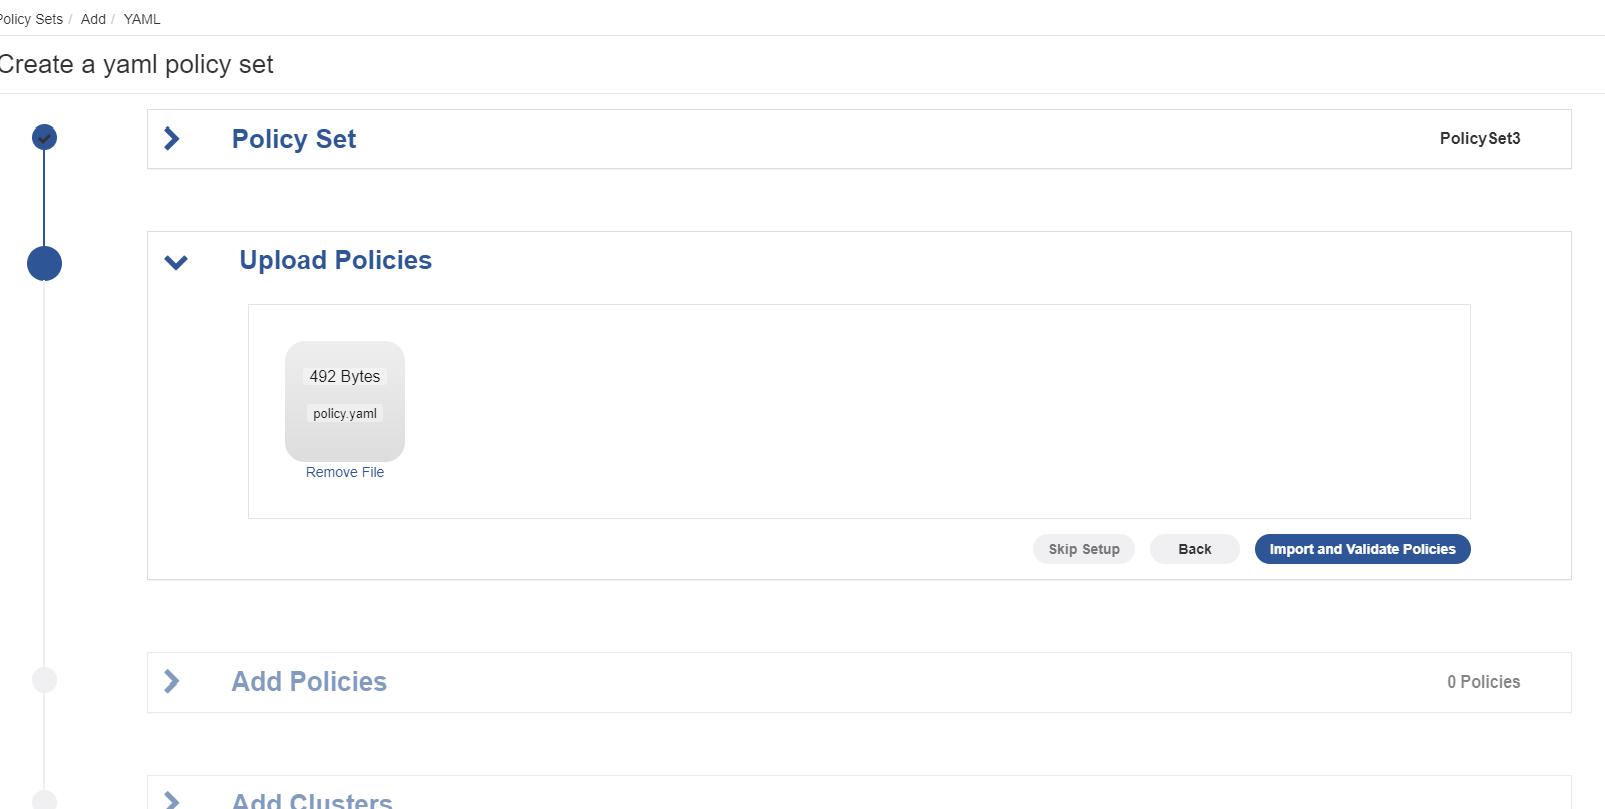 Policy Sets / Add / YAML
Create a yaml policy set
Policy Set
PolicySet3
Upload Policies
492 Bytes
policy.yaml
Remove File
Skip Setup
Back
Import and Validate Policies
Add Policies
0 Policies
Add Clusters